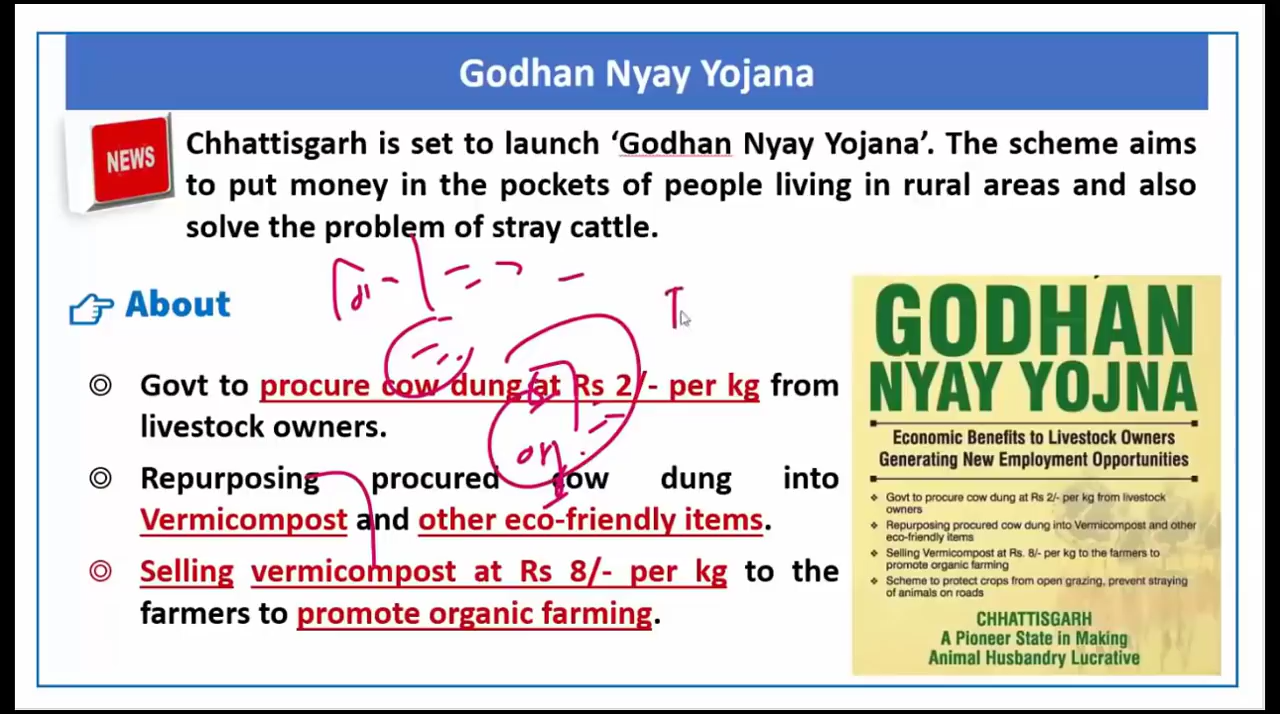 Godhan Nyay Yojana
NEWS
Chhattisgarh is set to launch ‘Godhan Nyay Yojana’. The scheme aims
to put money in the pockets of people living in rural areas and also
solve the problem of stray cattle.
About
Govt to procure cow dung at Rs 2/- per kg from
livestock owners.
Repurposing procured cow dung into
Vermicompost and other eco-friendly items.
Selling vermicompost at Rs 8/- per kg to the
farmers to promote organic farming.
GODHAN
NYAY YOJNA
Economic Benefits to Livestock Owners
Generating New Employment Opportunities
Govt to procure cow dung at Rs 2/- per kg from livestock
owners
Repurposing procured cow dung into Vermicompost and other
eco-friendly items
Selling Vermicompost at Rs. 8/- per kg to the farmers to
promote organic farming
Scheme to protect crops from open grazing, prevent straying
of animals on roads
CHHATTISGARH
A Pioneer State in Making
Animal Husbandry Lucrative